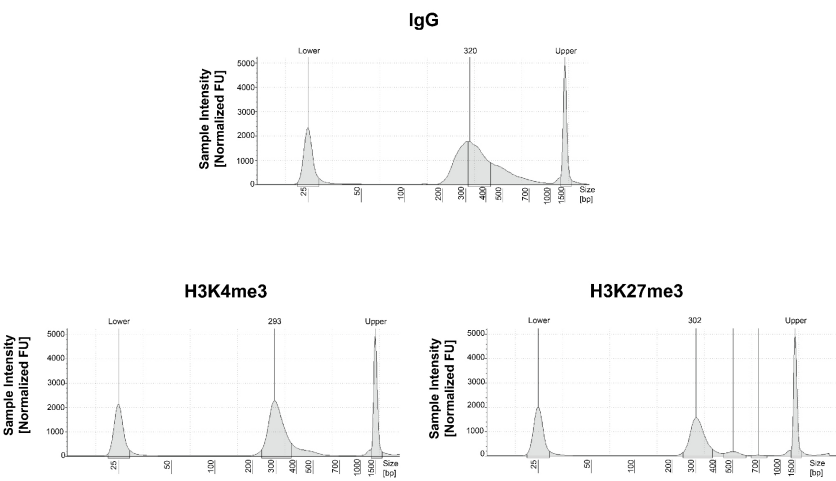 IgG
Lower 320 Upper
Sample Intensity
[Normalized FU]
5000
4000
3000
2000
1000
0
25 50 100 200 300 400 500 700 1000 1500 Size
[bp]
H3K4me3
Lower 293 Upper
Sample Intensity
[Normalized FU]
5000
4000
3000
2000
1000
0
25 50 100 200 300 400 500 700 1000 1500 Size
[bp]
H3K27me3
Lower 302 Upper
Sample Intensity
[Normalized FU]
5000
4000
3000
2000
1000
0
25 50 100 200 300 400 500 700 1000 1500 Size
[bp]